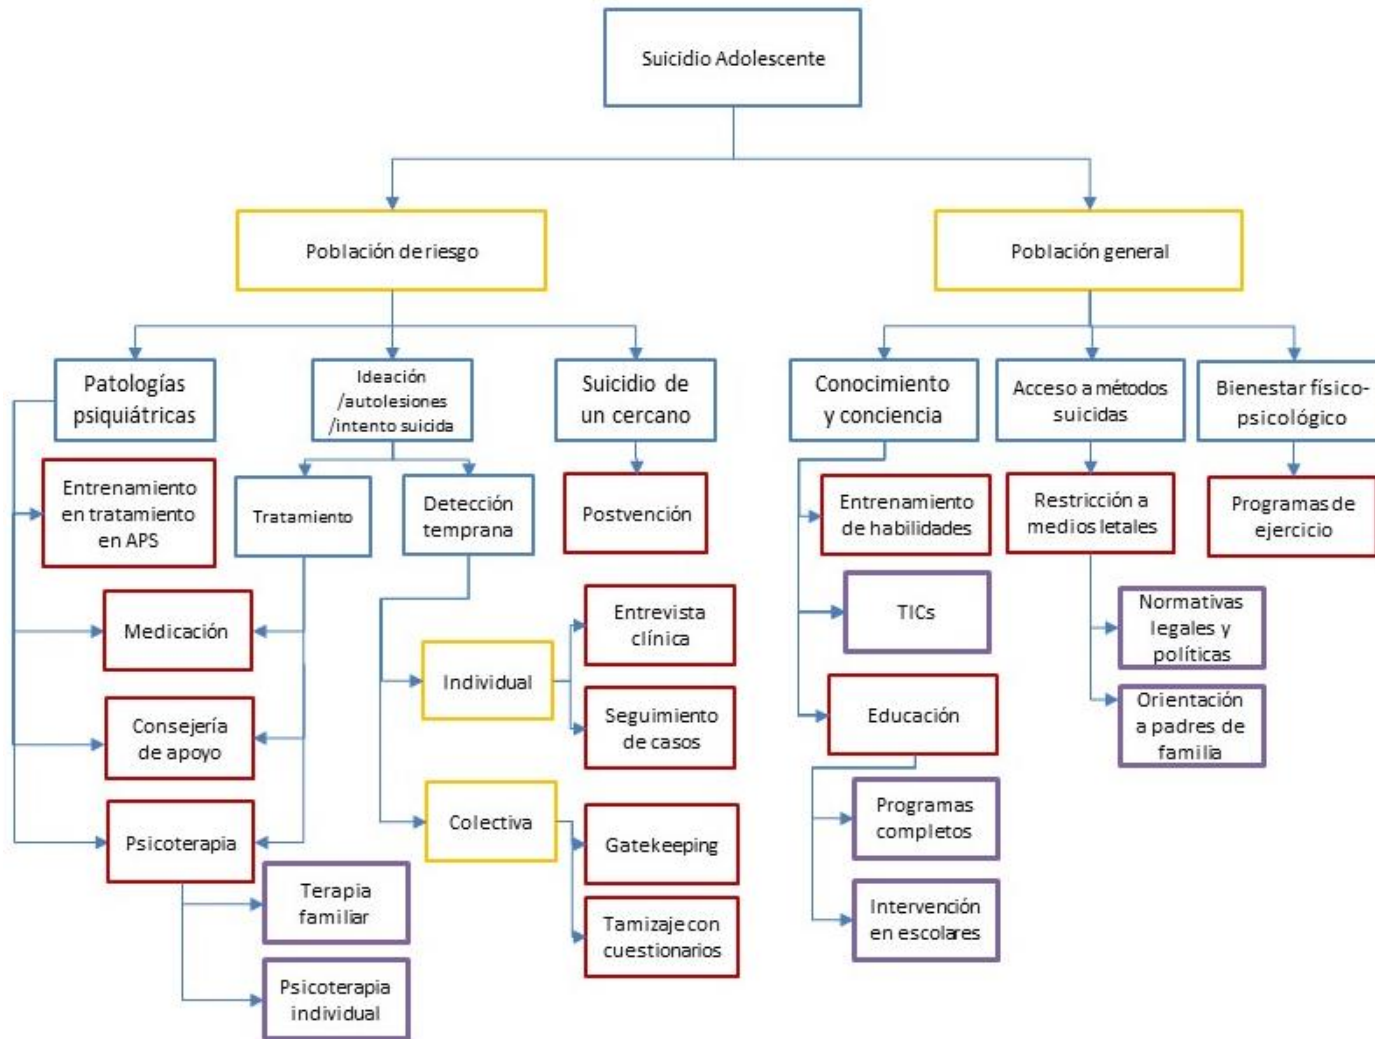 Suicidio Adolescente
Población de riesgo
Población general
Patologías
psiquiátricas
Ideación
/autolesiones
/intento suicida
Suicidio de
un cercano
Conocimiento
y conciencia
Acceso a métodos
suicidas
Bienestar físico-
psicológico
Entrenamiento
en tratamiento
en APS
Tratamiento
Detección
temprana
Postvención
Entrenamiento
de habilidades
Restricción a
medios letales
Programas de
ejercicio
Medicación
Entrevista
clínica
TICs
Normativas
legales y
políticas
Individual
Consejería
de apoyo
Seguimiento
de casos
Educación
Orientación
a padres de
familia
Psicoterapia
Colectiva
Gatekeeping
Programas
completos
Terapia
familiar
Tamizaje con
cuestionarios
Intervención
en escolares
Psicoterapia
individual